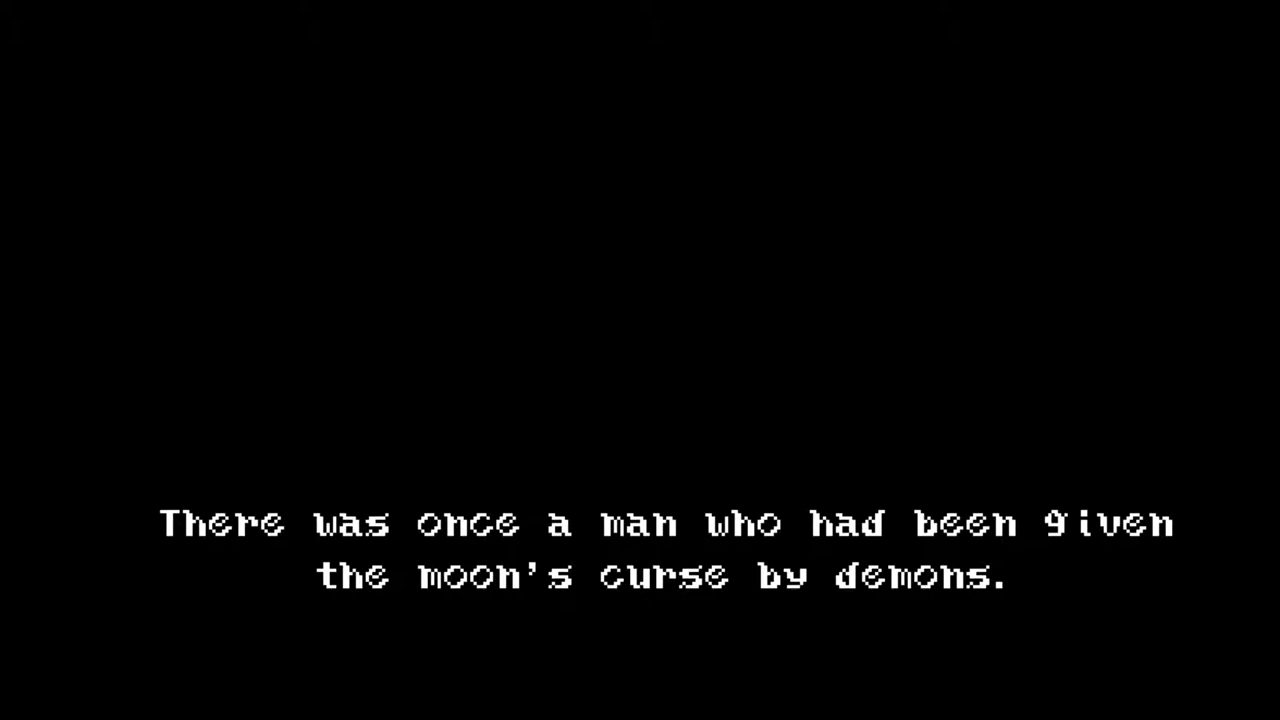 There was once a man who had been given
the moon's curse by demons.